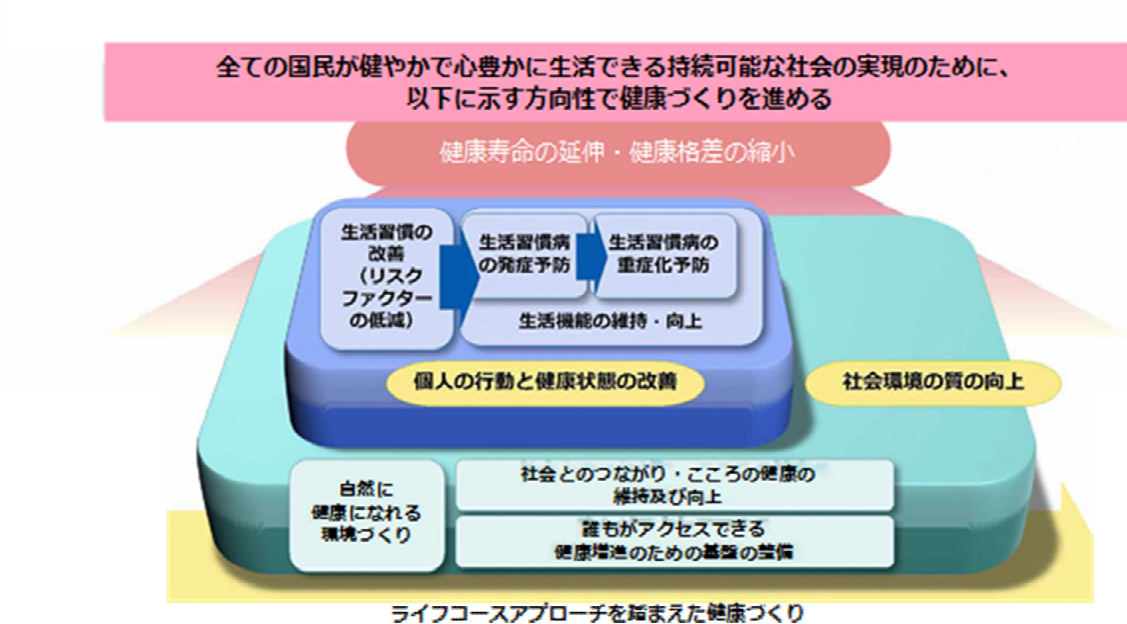 全ての国民が健やかで心豊かに生活できる持続可能な社会の実現のために、
以下に示す方向性で健康づくりを進める
健康寿命の延伸・健康格差の縮小
生活習慣の
改善
（リスク
ファクター
の低減）
生活習慣病
の発症予防
生活習慣病の
重症化予防
生活機能の維持・向上
個人の行動と健康状態の改善
社会環境の質の向上
自然に
健康になれる
環境づくり
社会とのつながり・こころの健康の
維持及び向上
誰もがアクセスできる
健康増進のための基盤の整備
ライフコースアプローチを踏まえた健康づくり